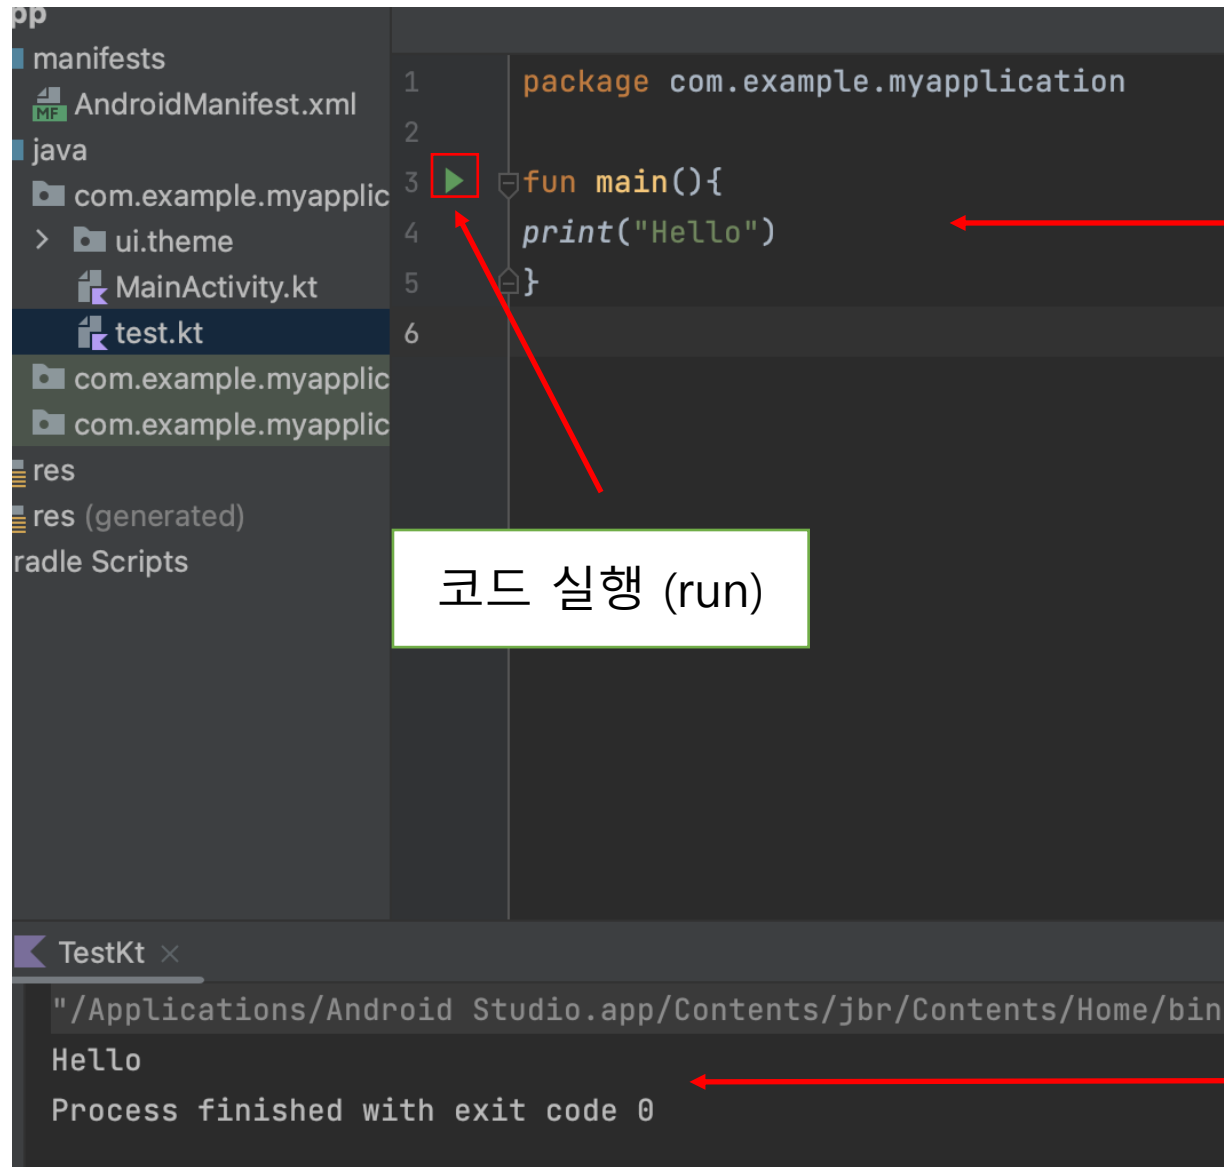 pp
manifests
AndroidManifest.xml
java
com.example.myapplic
ui.theme
MainActivity.kt
test.kt
com.example.myapplic
com.example.myapplic
res
res (generated)
radle Scripts
1 package com.example.myapplication
2
3 fun main(){
4 print("Hello")
5 }
6
코드 실행 (run)
TestKt
"/Applications/Android Studio.app/Contents/jbr/Contents/Home/bin
Hello
Process finished with exit code 0